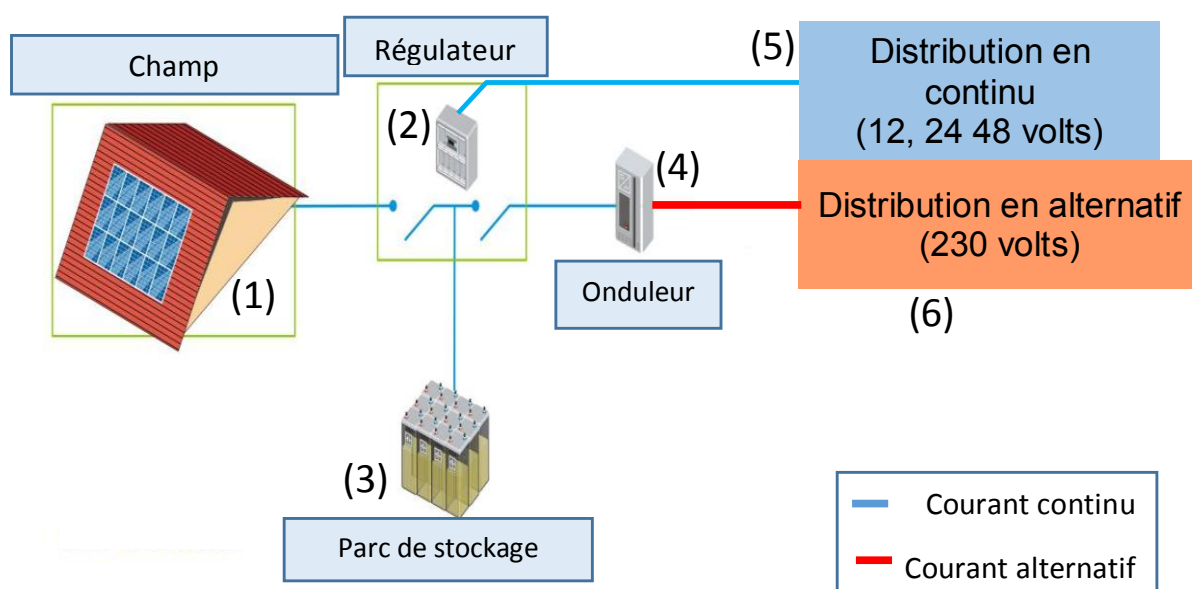 Champ
Régulateur
(5)
Distribution en
continu
(12, 24 48 volts)
(2)
(4)
Distribution en alternatif
(230 volts)
(1)
Onduleur
(6)
(3)
Parc de stockage
Courant continu
Courant alternatif